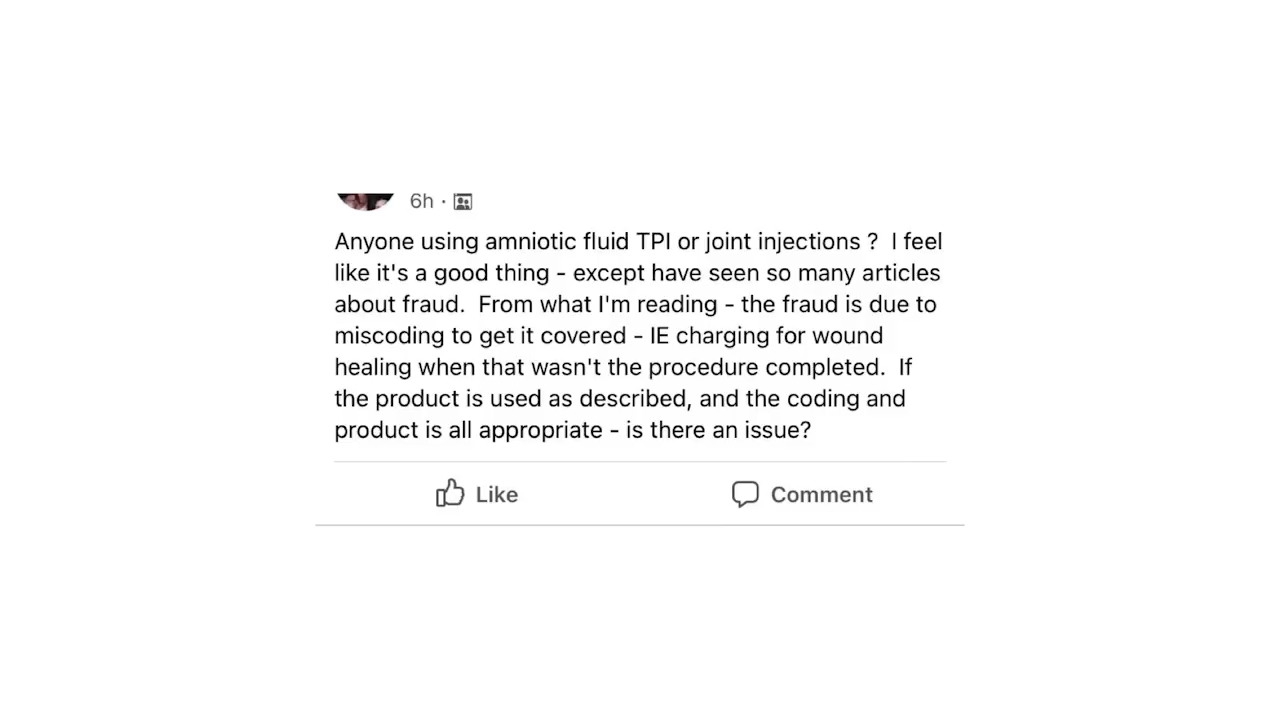 6h ·
Anyone using amniotic fluid TPI or joint injections ?  I feel
like it's a good thing - except have seen so many articles
about fraud.  From what I'm reading - the fraud is due to
miscoding to get it covered - IE charging for wound
healing when that wasn't the procedure completed.  If
the product is used as described, and the coding and
product is all appropriate - is there an issue?
Like Comment